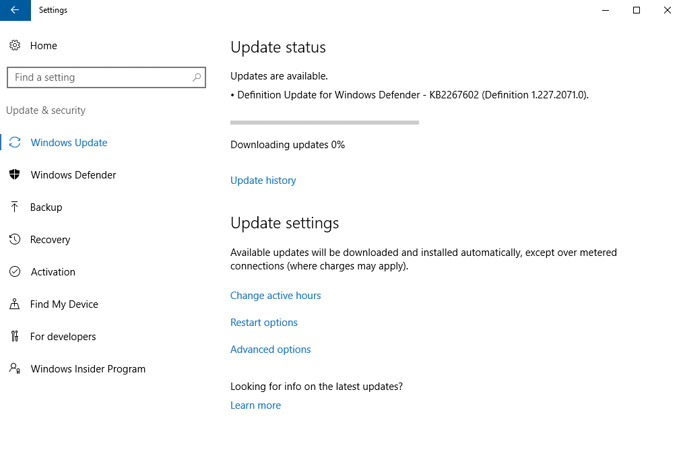 Settings
Home
Find a setting
Update & security
Windows Update
Windows Defender
Backup
Recovery
Activation
Find My Device
For developers
Windows Insider Program
Update status
Updates are available.
• Definition Update for Windows Defender - KB2267602 (Definition 1.227.2071.0).
Downloading updates 0%
Update history
Update settings
Available updates will be downloaded and installed automatically, except over metered
connections (where charges may apply).
Change active hours
Restart options
Advanced options
Looking for info on the latest updates?
Learn more